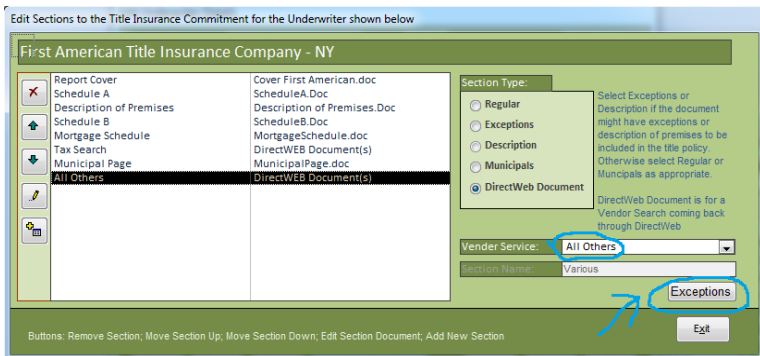 Edit Sections to the Title Insurance Commitment for the Underwriter shown below
First American Title Insurance Company - NY
Report Cover Cover First American.doc
Schedule A ScheduleA.Doc
Description of Premises Description of Premises.Doc
Schedule B ScheduleB.Doc
Mortgage Schedule MortgageSchedule.doc
Tax Search DirectWEB Document(s)
Municipal Page MunicipalPage.doc
All Others DirectWEB Document(s)
Section Type:
Regular
Exceptions
Description
Municipals
DirectWeb Document
Select Exceptions or
Description if the document
might have exceptions or
description of premises to be
included in the title policy.
Otherwise select Regular or
Muncipals as appropriate.
DirectWeb Document is for a
Vendor Search coming back
through DirectWeb
Vender Service: All Others
Section Name: Various
Exceptions
Exit
Buttons: Remove Section; Move Section Up; Move Section Down; Edit Section Document; Add New Section